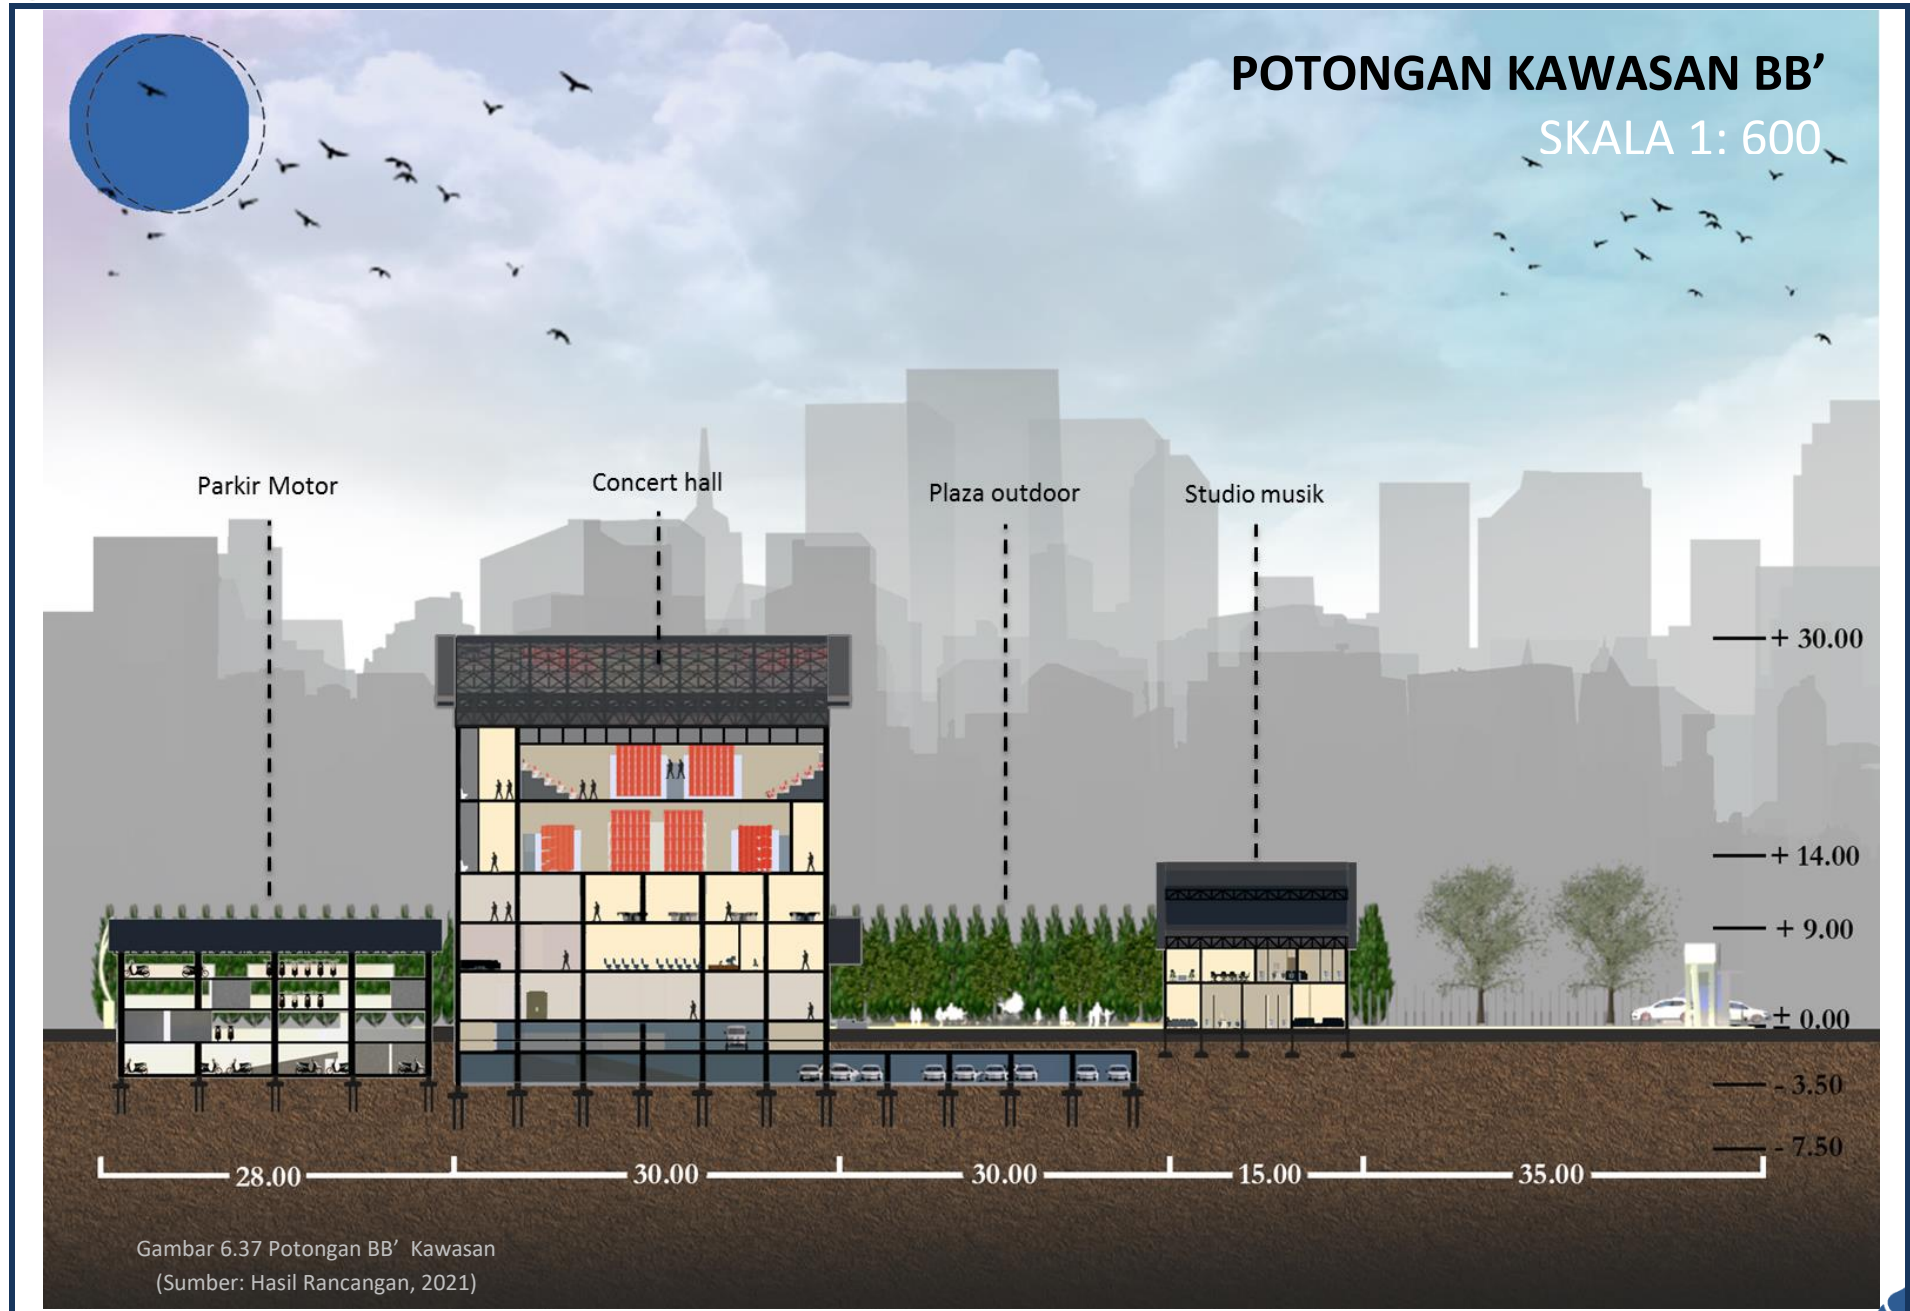 POTONGAN KAWASAN BB’
SKALA 1: 600
Parkir Motor
Concert hall
Plaza outdoor
Studio musik
+ 30.00
+ 14.00
+ 9.00
± 0.00
- 3.50
- 7.50
28.00
30.00
30.00
15.00
35.00
Gambar 6.37 Potongan BB’ Kawasan
(Sumber: Hasil Rancangan, 2021)